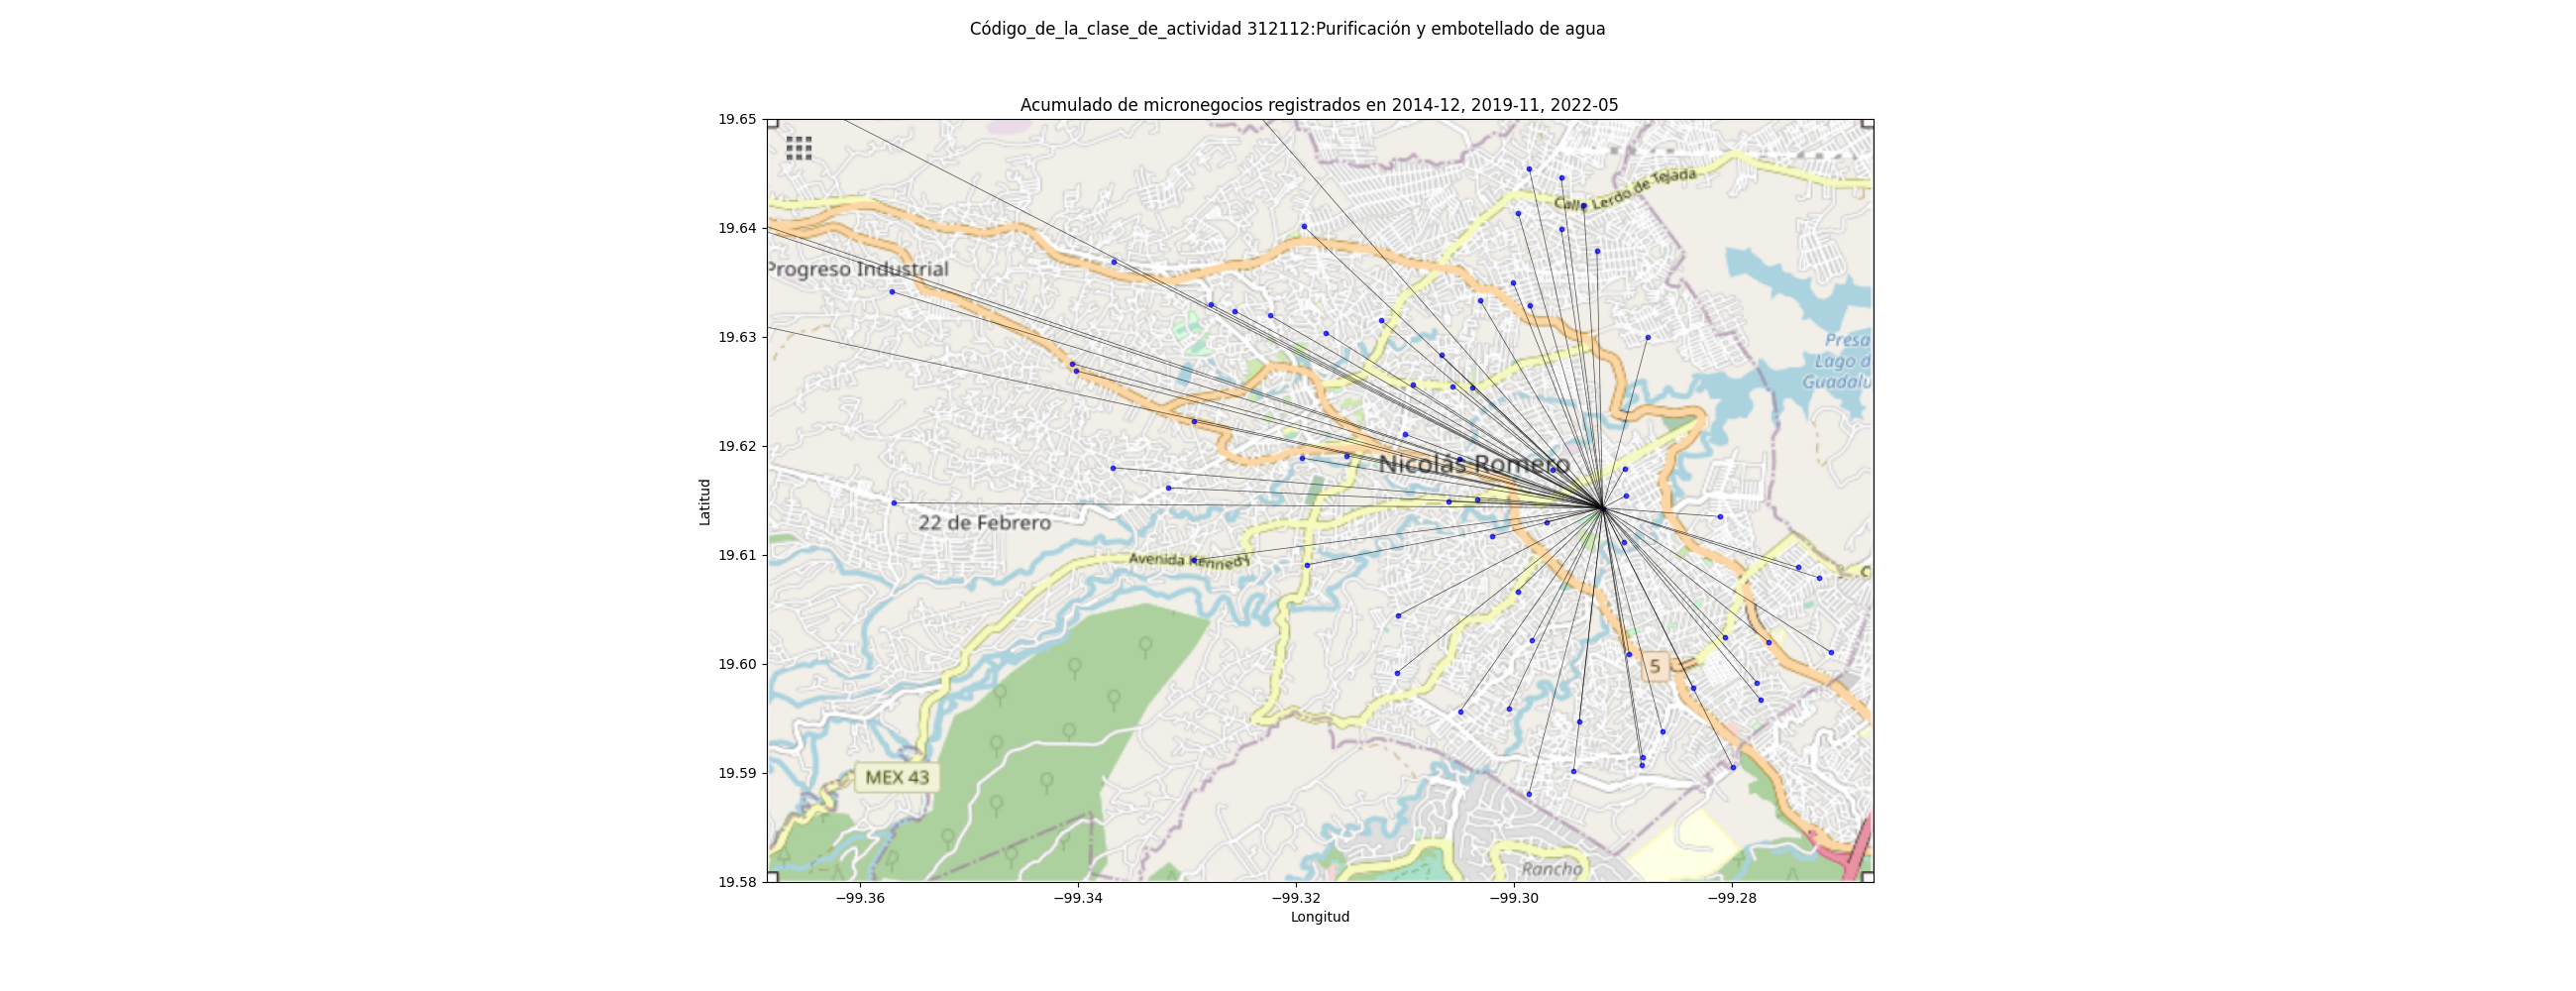 Código_de_la_clase_de_actividad 312112:Purificación y embotellado de agua
Acumulado de micronegocios registrados en 2014-12, 2019-11, 2022-05
19.65
19.64
19.63
19.62
19.61
19.60
19.59
19.58
Latitud
Calle Lerdo de Tejada
Progreso Industrial
Presa
Lago d
Guadalu
Nicolás Romero
22 de Febrero
Avenida Kennedy
C
5
MEX 43
Rancho
−99.36
−99.34
−99.32
−99.30
−99.28
Longitud